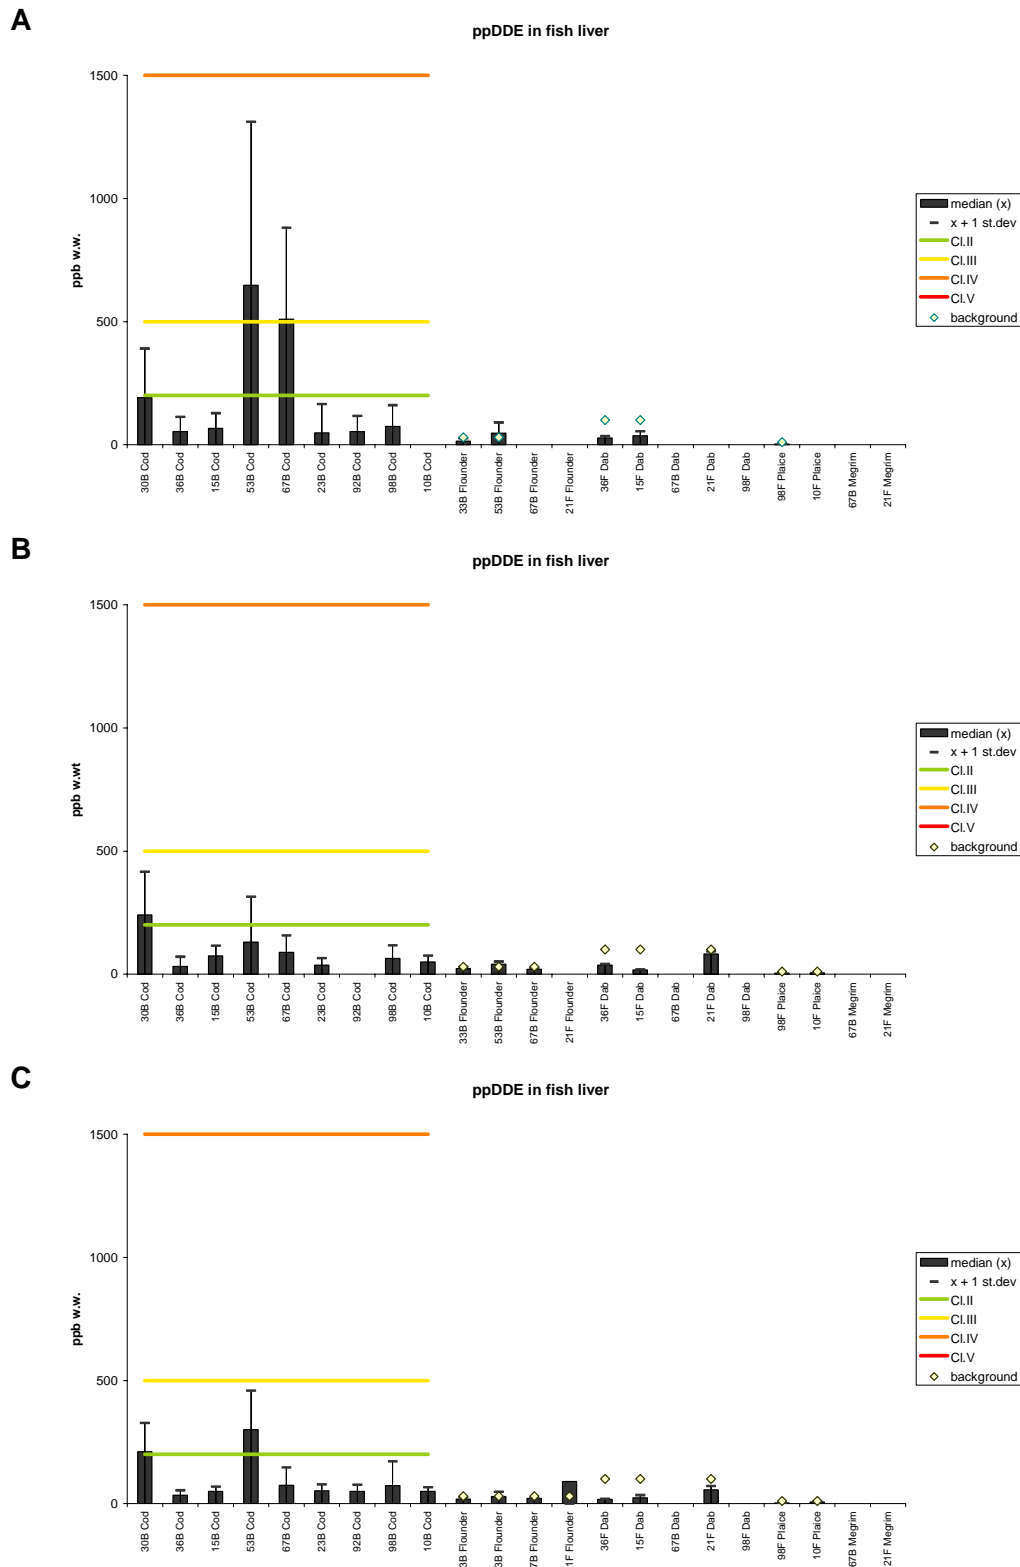 A
ppDDE in fish liver
1500
1000
500
0
ppb w.w.
30B Cod
36B Cod
15B Cod
53B Cod
67B Cod
23B Cod
92B Cod
98B Cod
10B Cod
33B Flounder
53B Flounder
67B Flounder
21F Flounder
36F Dab
15F Dab
67B Dab
21F Dab
98F Dab
98F Plaice
10F Plaice
67B Megrim
21F Megrim
median (x)
x + 1 st.dev
Cl.II
Cl.III
Cl.IV
Cl.V
background
B
ppDDE in fish liver
1500
1000
500
0
ppb w.wt
30B Cod
36B Cod
15B Cod
53B Cod
67B Cod
23B Cod
92B Cod
98B Cod
10B Cod
33B Flounder
53B Flounder
67B Flounder
21F Flounder
36F Dab
15F Dab
67B Dab
21F Dab
98F Dab
98F Plaice
10F Plaice
67B Megrim
21F Megrim
median (x)
x + 1 st.dev
Cl.II
Cl.III
Cl.IV
Cl.V
background
C
ppDDE in fish liver
1500
1000
500
0
ppb w.w.
30B Cod
36B Cod
15B Cod
53B Cod
67B Cod
23B Cod
92B Cod
98B Cod
10B Cod
3B Flounder
3B Flounder
7B Flounder
1F Flounder
36F Dab
15F Dab
67B Dab
21F Dab
98F Dab
98F Plaice
10F Plaice
67B Megrim
21F Megrim
median (x)
x + 1 st.dev
Cl.II
Cl.III
Cl.IV
Cl.V
background